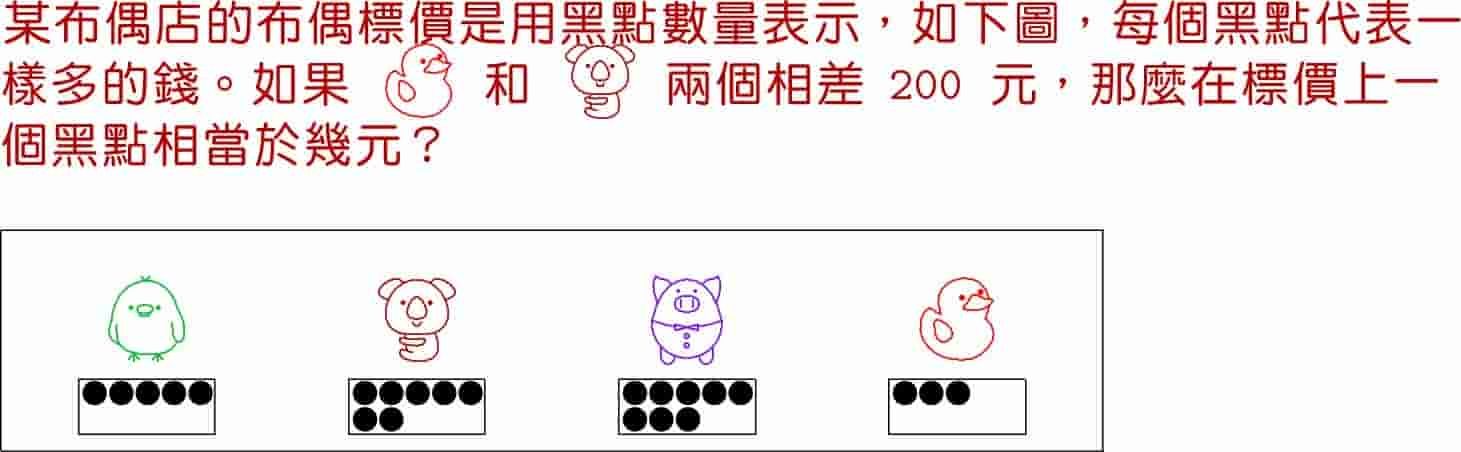 某布偶店的布偶標價是用黑點數量表示，如下圖，每個黑點代表一
樣多的錢。如果 和 兩個相差 200 元，那麼在標價上一
個黑點相當於幾元？